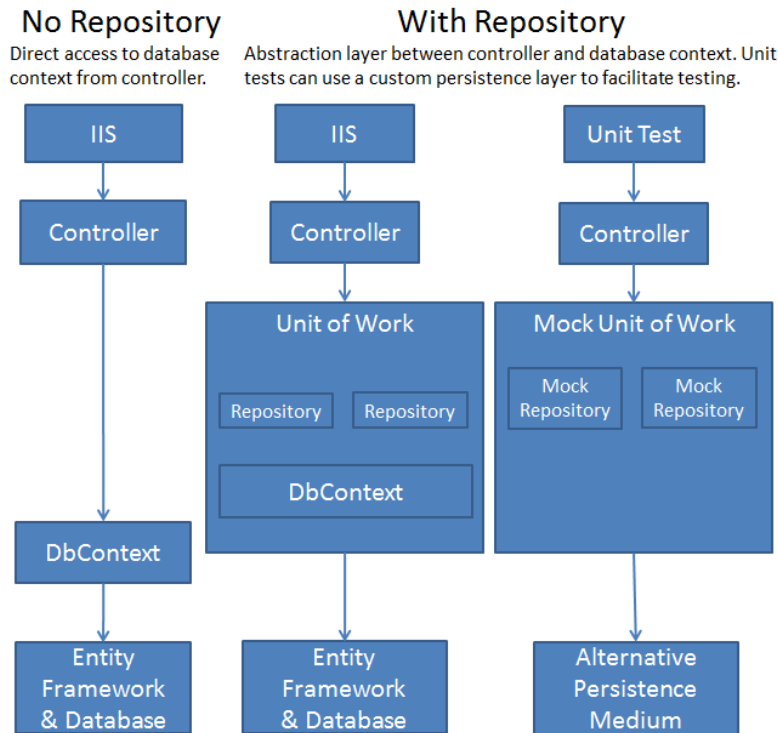 No Repository
Direct access to database
context from controller.
With Repository
Abstraction layer between controller and database context. Unit
tests can use a custom persistence layer to facilitate testing.
IIS
Controller
DbContext
Entity
Framework
& Database
IIS
Controller
Unit of Work
Repository
Repository
DbContext
Entity
Framework
& Database
Unit Test
Controller
Mock Unit of Work
Mock
Repository
Mock
Repository
Alternative
Persistence
Medium